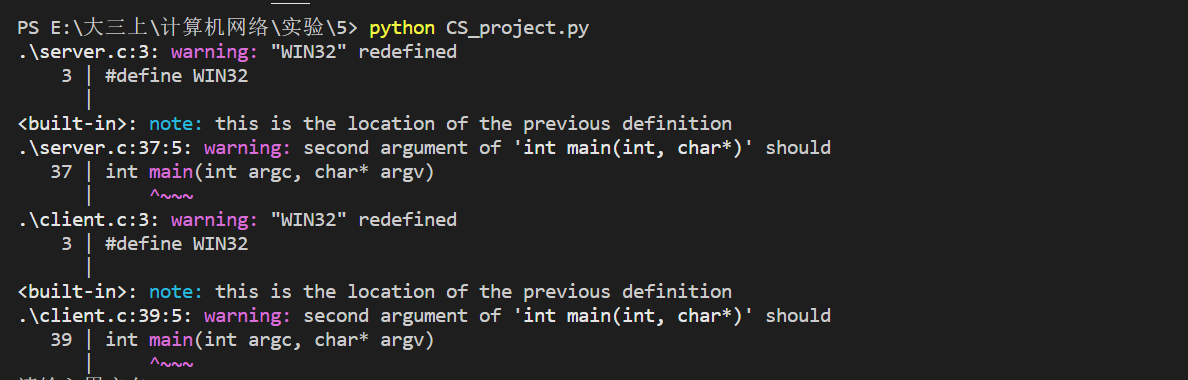 PS E:\大三上\计算机网络\实验\5> python CS_project.py
.\server.c:3: warning: "WIN32" redefined
    3 | #define WIN32
      |
<built-in>: note: this is the location of the previous definition
.\server.c:37:5: warning: second argument of 'int main(int, char*)' should
   37 | int main(int argc, char* argv)
      |     ^~~~
.\client.c:3: warning: "WIN32" redefined
    3 | #define WIN32
      |
<built-in>: note: this is the location of the previous definition
.\client.c:39:5: warning: second argument of 'int main(int, char*)' should
   39 | int main(int argc, char* argv)
      |     ^~~~